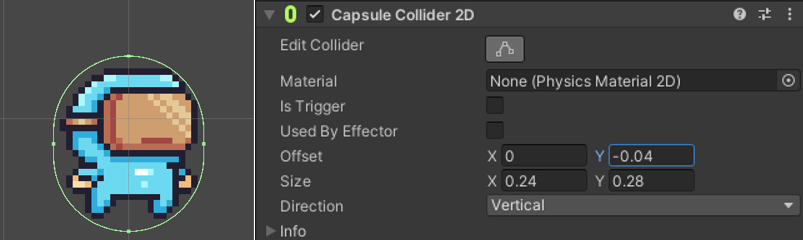 Capsule Collider 2D
Edit Collider
Material None (Physics Material 2D)
Is Trigger
Used By Effector
Offset X 0 Y -0.04
Size X 0.24 Y 0.28
Direction Vertical
Info